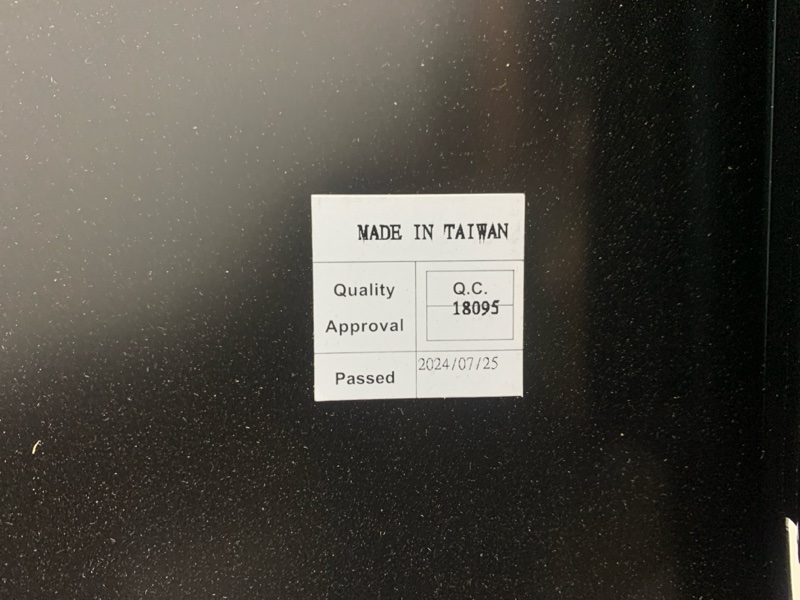 MADE IN TAIWAN
Quality
Approval
Q.C.
18095
Passed
2024/07/25